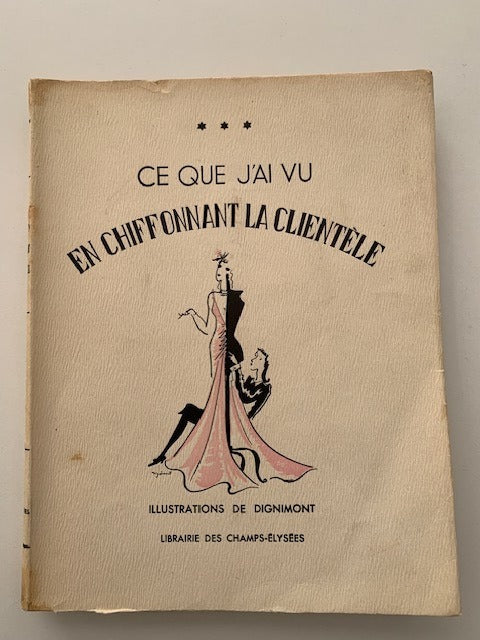 ★ ★ ★
CE QUE J'AI VU
EN CHIFFONNANT LA CLIENTÈLE
ILLUSTRATIONS DE DIGNIMONT
LIBRAIRIE DES CHAMPS-ÉLYSÉES